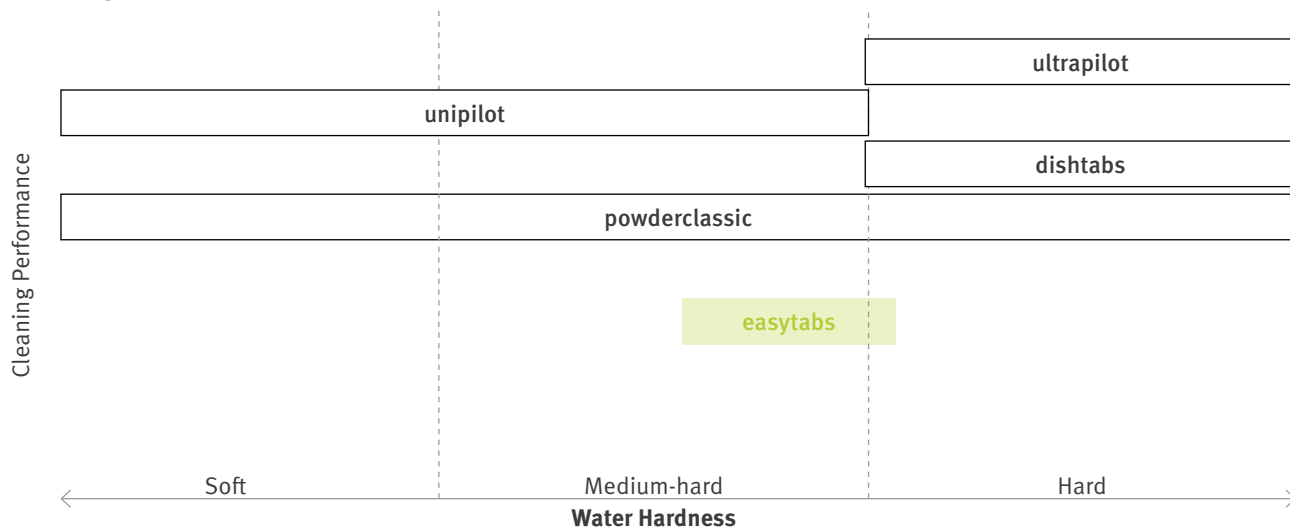 ultrapilot
unipilot
dishtabs
powderclassic
easytabs
Cleaning Performance
Soft Medium-hard Hard
Water Hardness